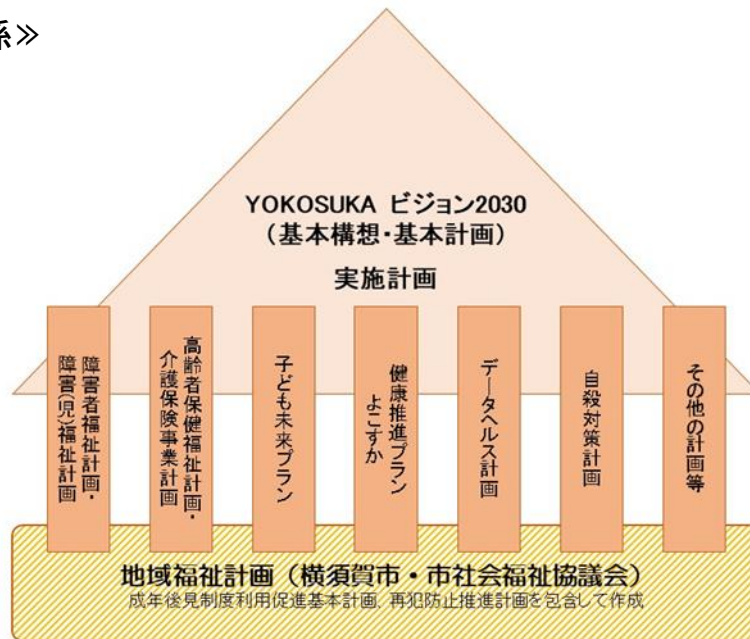 係≫
YOKOSUKA ビジョン2030
（基本構想・基本計画）
実施計画
障害者福祉計画・
障害（児）福祉計画
高齢者保健福祉計画・
介護保険事業計画
子ども未来プラン
健康推進プラン
よこすか
データヘルス計画
自殺対策計画
その他の計画等
地域福祉計画（横須賀市・市社会福祉協議会）
成年後見制度利用促進基本計画、再犯防止推進計画を包含して作成